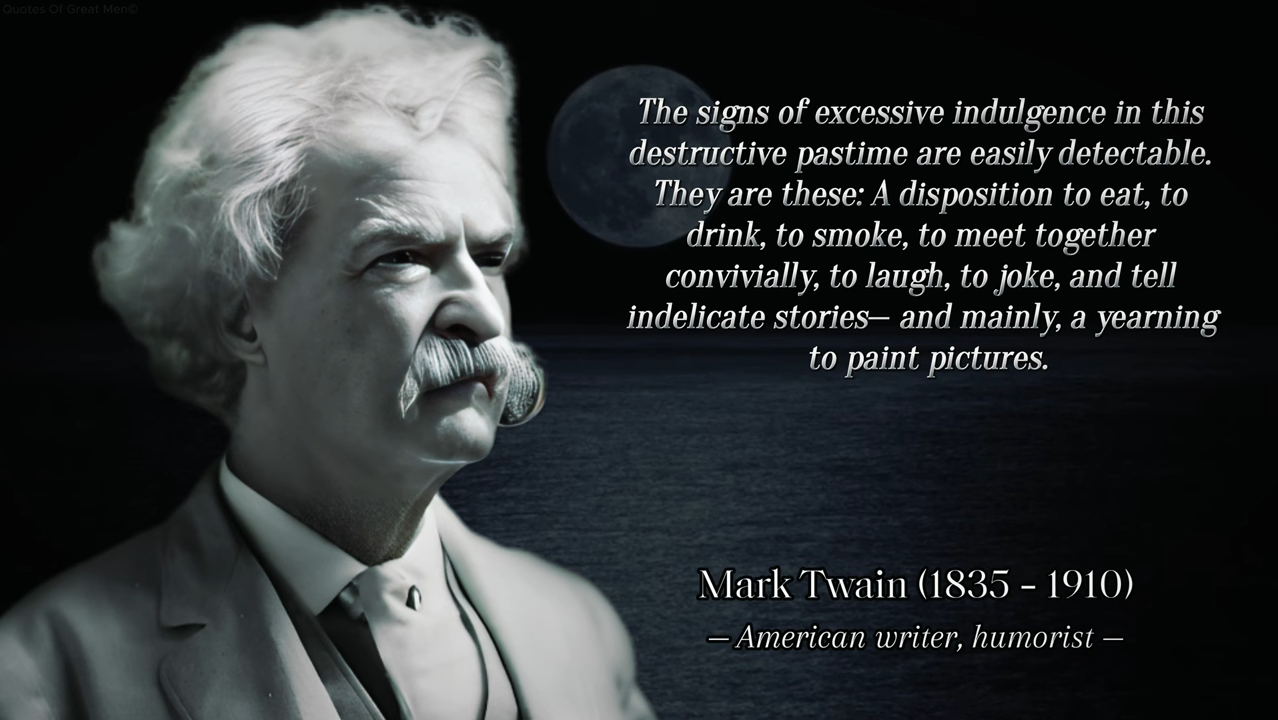 Quotes Of Great Men©
The signs of excessive indulgence in this
destructive pastime are easily detectable.
They are these: A disposition to eat, to
drink, to smoke, to meet together
convivially, to laugh, to joke, and tell
indelicate stories— and mainly, a yearning
to paint pictures.
Mark Twain (1835 - 1910)
— American writer, humorist —